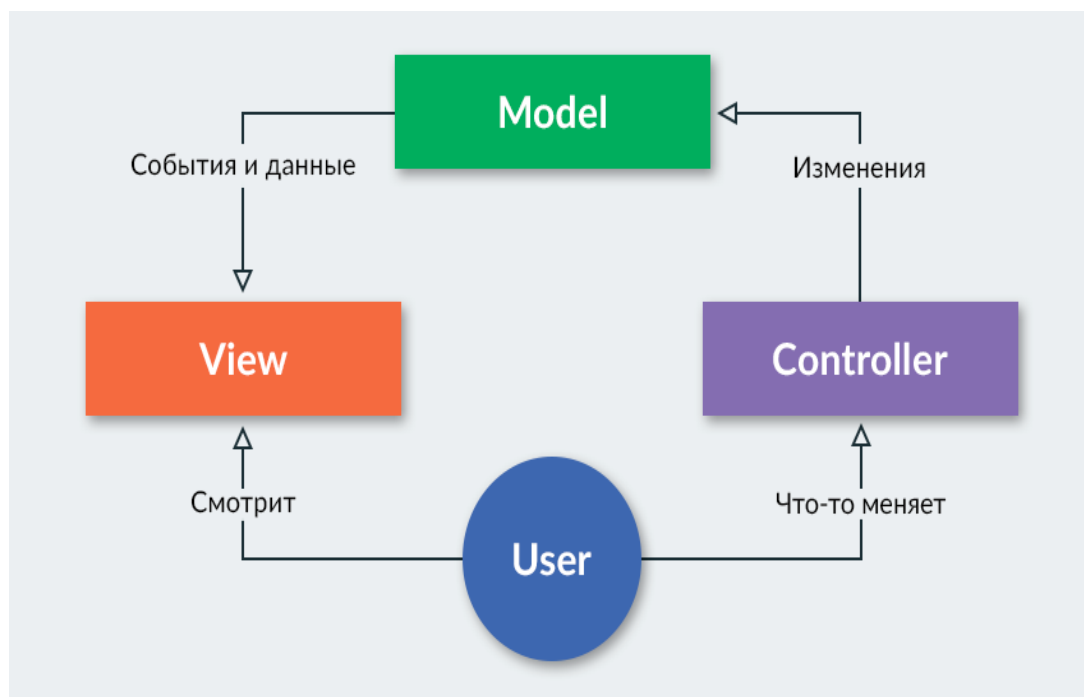 Model
События и данные
Изменения
View
Controller
Смотрит
Что-то меняет
User